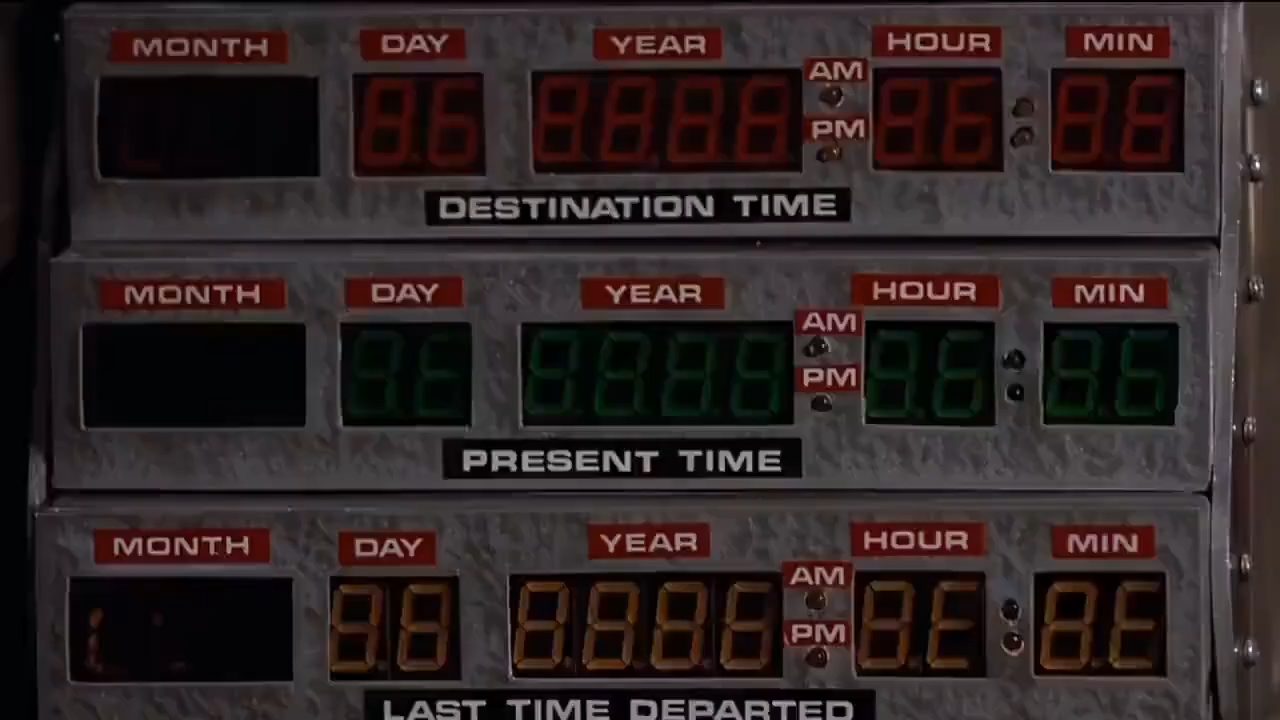 MONTH DAY YEAR AM PM HOUR MIN
DESTINATION TIME
MONTH DAY YEAR AM PM HOUR MIN
PRESENT TIME
MONTH DAY YEAR AM PM HOUR MIN
LAST TIME DEPARTED